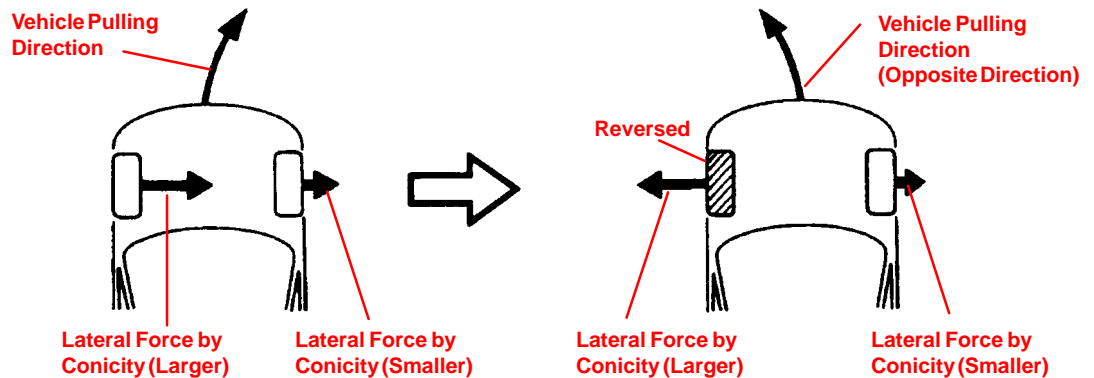 Vehicle Pulling
Direction
Vehicle Pulling
Direction
(Opposite Direction)
Reversed
Lateral Force by
Conicity (Larger)
Lateral Force by
Conicity (Smaller)
Lateral Force by
Conicity (Larger)
Lateral Force by
Conicity (Smaller)